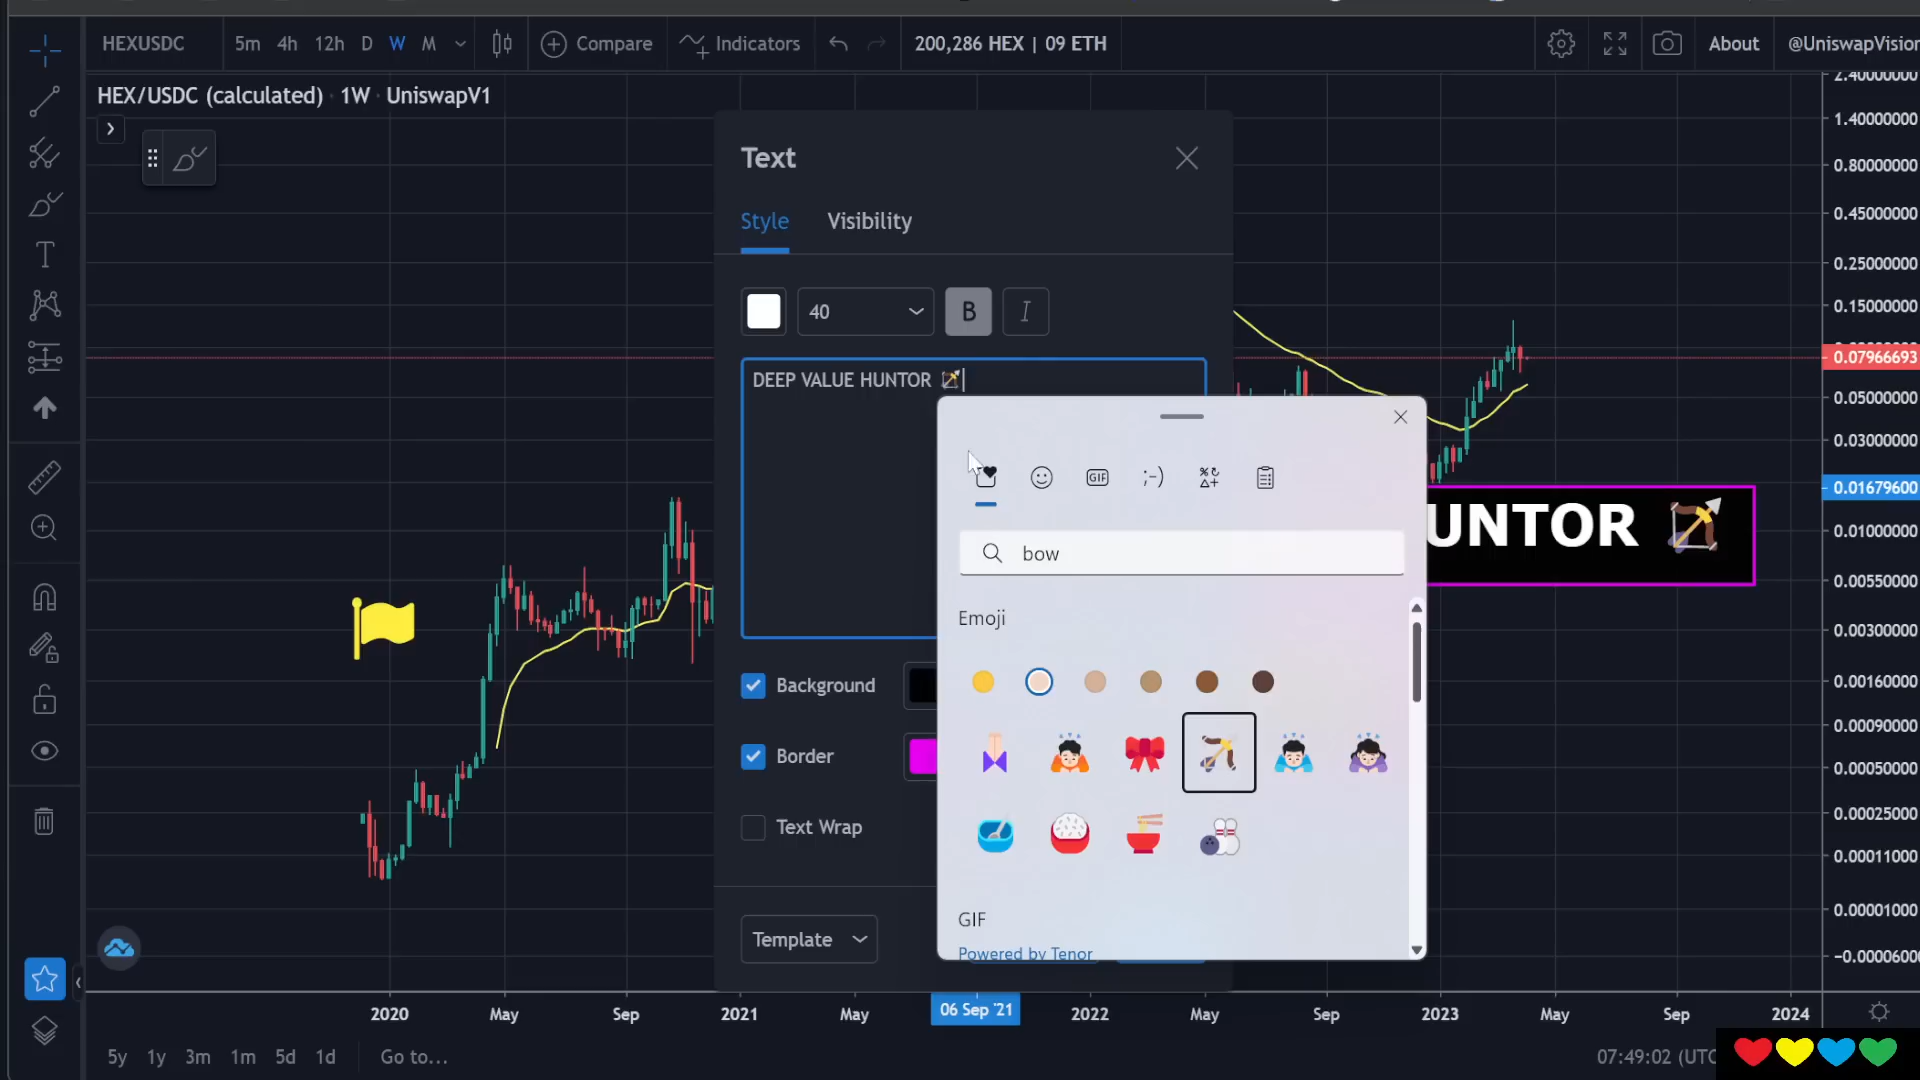 HEXUSDC
5m 4h 12h D W M
Compare
Indicators
200,286 HEX | 09 ETH
About
@UniswapVision
HEX/USDC (calculated) · 1W · UniswapV1
Text
Style Visibility
40 B I
DEEP VALUE HUNTOR 🏹
Background
Border
Text Wrap
Template
GIF ;-)
bow
Emoji
GIF
Powered by Tenor
UNTOR 🏹
2.40000000
1.40000000
0.80000000
0.45000000
0.25000000
0.15000000
0.07966693
0.05000000
0.03000000
0.01679600
0.01000000
0.00550000
0.00300000
0.00160000
0.00090000
0.00050000
0.00025000
0.00011000
0.00001000
-0.0000600
2020 May Sep 2021 May 06 Sep '21 2022 May Sep 2023 May Sep 2024
5y 1y 3m 1m 5d 1d Go to...
07:49:02 (UTC